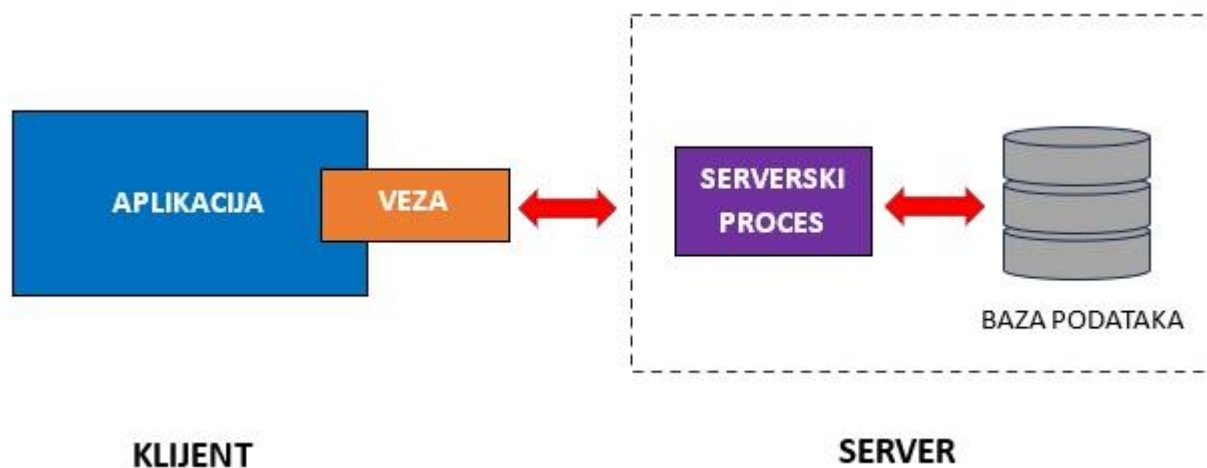 APLIKACIJA
VEZA
SERVERSKI
PROCES
BAZA PODATAKA
KLIJENT
SERVER